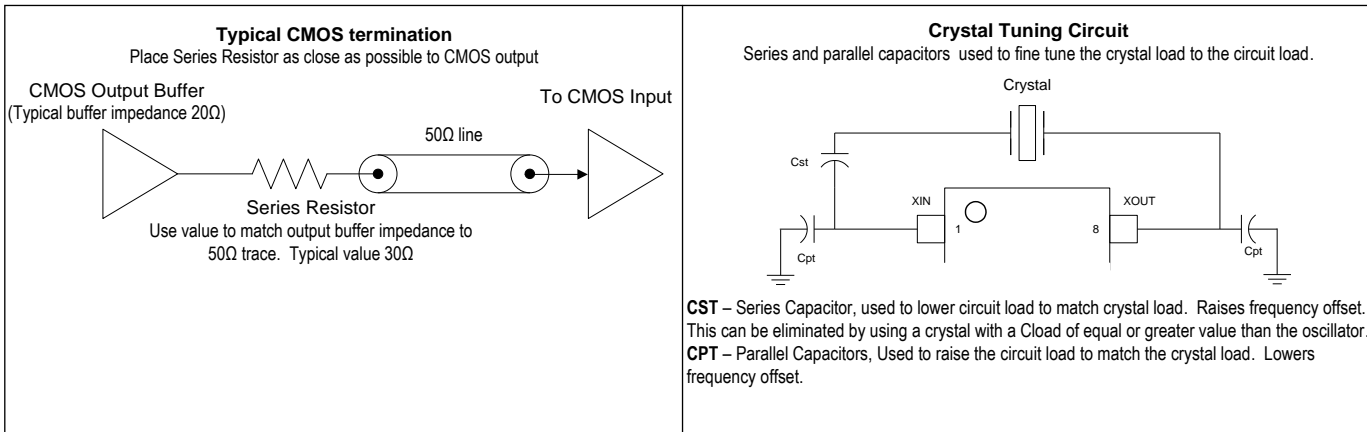 Typical CMOS termination
Place Series Resistor as close as possible to CMOS output
CMOS Output Buffer
(Typical buffer impedance 20Ω)
To CMOS Input
50Ω line
Series Resistor
Use value to match output buffer impedance to
50Ω trace. Typical value 30Ω
Crystal Tuning Circuit
Series and parallel capacitors used to fine tune the crystal load to the circuit load.
Crystal
Cst
XIN
XOUT
1
8
Cpt
Cpt
CST – Series Capacitor, used to lower circuit load to match crystal load. Raises frequency offset.
This can be eliminated by using a crystal with a Cload of equal or greater value than the oscillator.
CPT – Parallel Capacitors, Used to raise the circuit load to match the crystal load. Lowers
frequency offset.